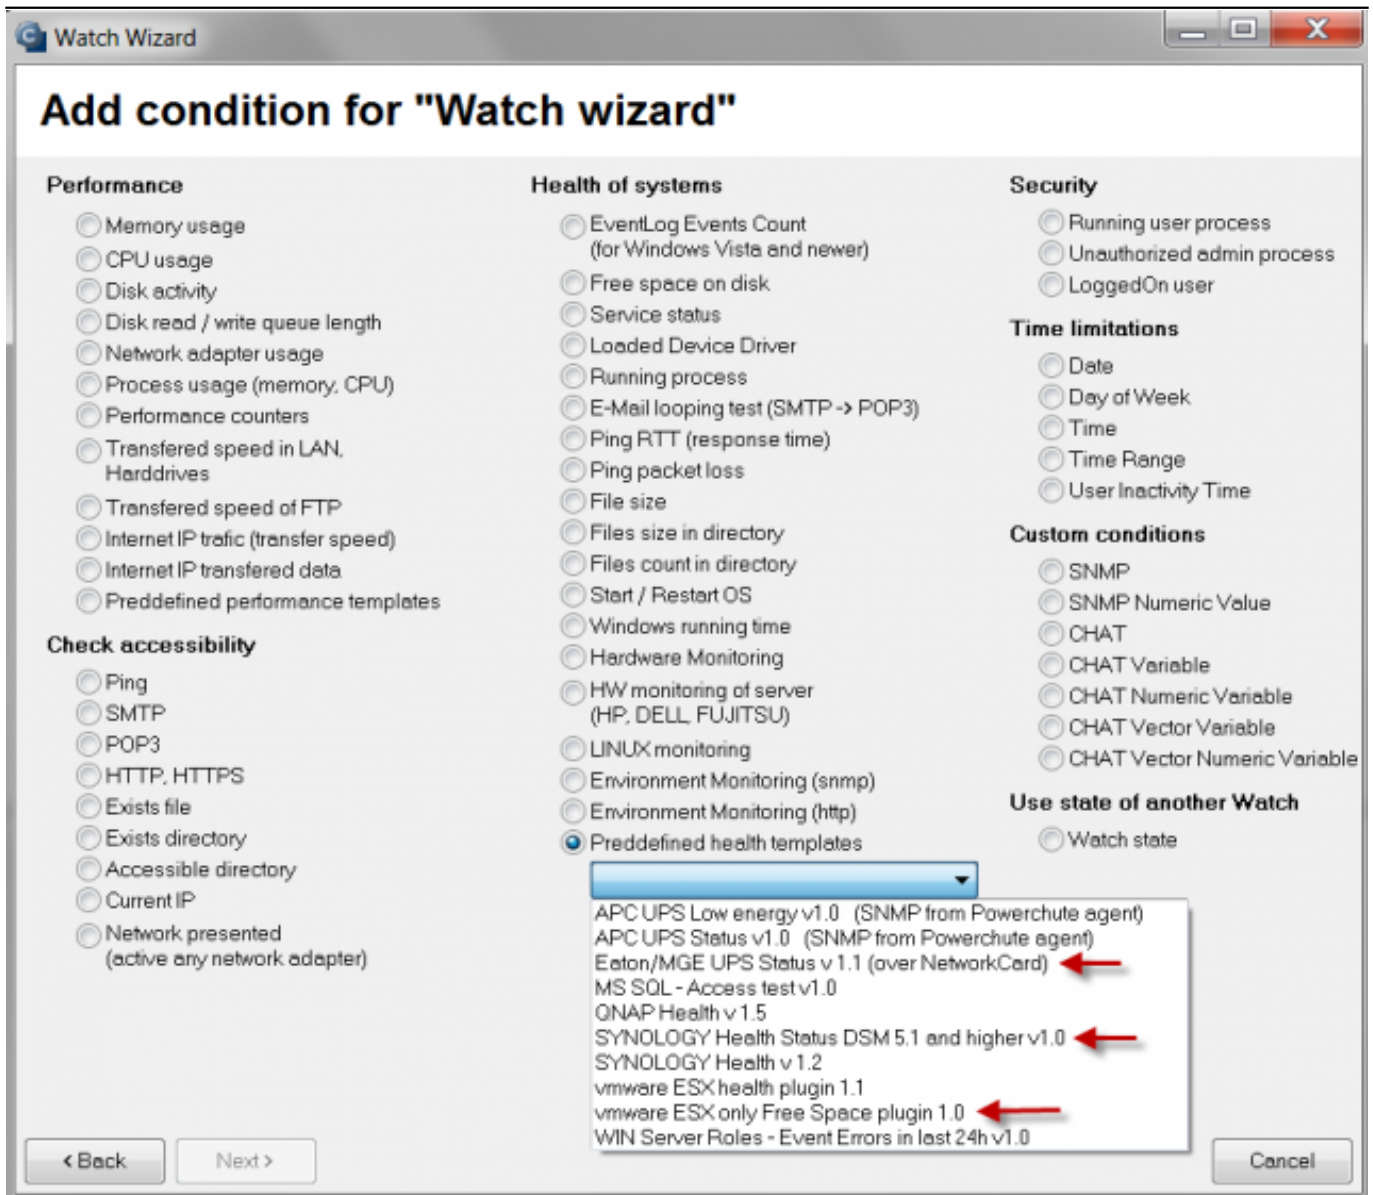 Watch Wizard
Add condition for "Watch wizard"
Performance
Memory usage
CPU usage
Disk activity
Disk read / write queue length
Network adapter usage
Process usage (memory, CPU)
Performance counters
Transfered speed in LAN,
Harddrives
Transfered speed of FTP
Internet IP trafic (transfer speed)
Internet IP transfered data
Preddefined performance templates
Check accessibility
Ping
SMTP
POP3
HTTP, HTTPS
Exists file
Exists directory
Accessible directory
Current IP
Network presented
(active any network adapter)
Health of systems
EventLog Events Count
(for Windows Vista and newer)
Free space on disk
Service status
Loaded Device Driver
Running process
E-Mail looping test (SMTP -> POP3)
Ping RTT (response time)
Ping packet loss
File size
Files size in directory
Files count in directory
Start / Restart OS
Windows running time
Hardware Monitoring
HW monitoring of server
(HP, DELL, FUJITSU)
LINUX monitoring
Environment Monitoring (snmp)
Environment Monitoring (http)
Preddefined health templates
APC UPS Low energy v1.0 (SNMP from Powerchute agent)
APC UPS Status v1.0 (SNMP from Powerchute agent)
Eaton/MGE UPS Status v 1.1 (over NetworkCard)
MS SQL - Access test v1.0
QNAP Health v 1.5
SYNOLOGY Health Status DSM 5.1 and higher v1.0
SYNOLOGY Health v 1.2
vmware ESX health plugin 1.1
vmware ESX only Free Space plugin 1.0
WIN Server Roles - Event Errors in last 24h v1.0
Security
Running user process
Unauthorized admin process
LoggedOn user
Time limitations
Date
Day of Week
Time
Time Range
User Inactivity Time
Custom conditions
SNMP
SNMP Numeric Value
CHAT
CHAT Variable
CHAT Numeric Variable
CHAT Vector Variable
CHAT Vector Numeric Variable
Use state of another Watch
Watch state
< Back
Next >
Cancel